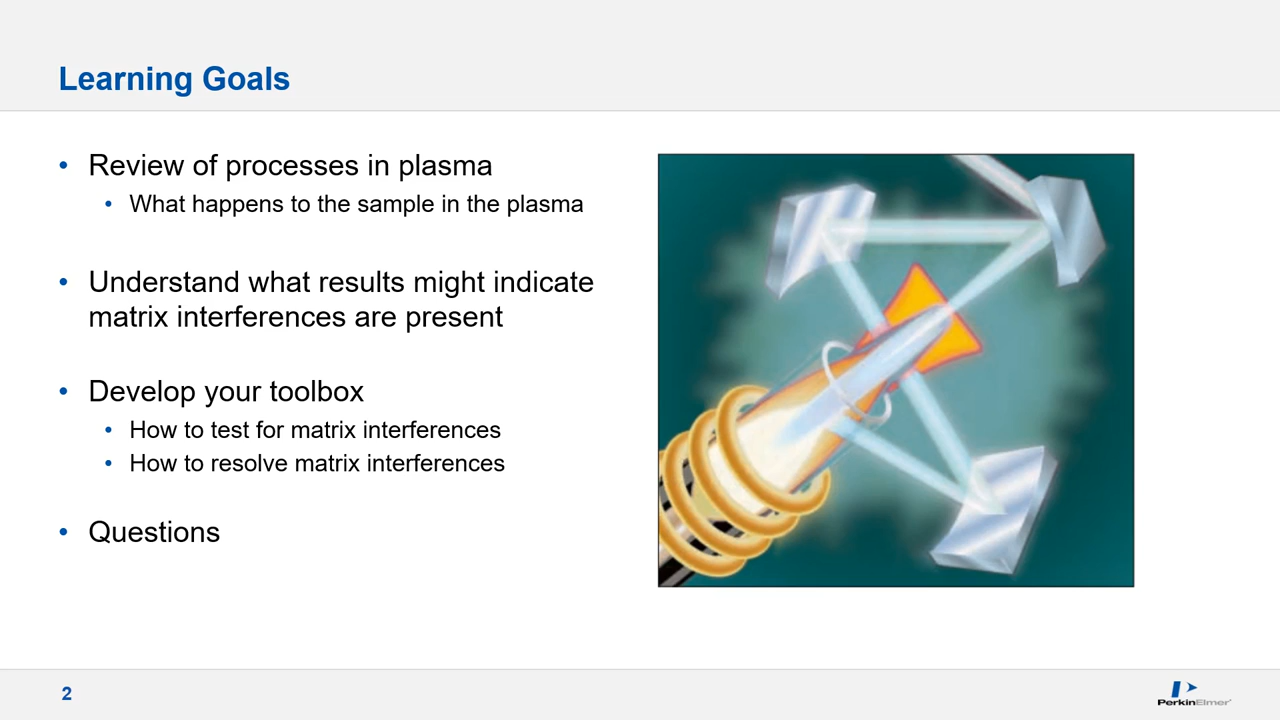 Learning Goals
• Review of processes in plasma
• What happens to the sample in the plasma
• Understand what results might indicate
matrix interferences are present
• Develop your toolbox
• How to test for matrix interferences
• How to resolve matrix interferences
• Questions
2
PerkinElmer